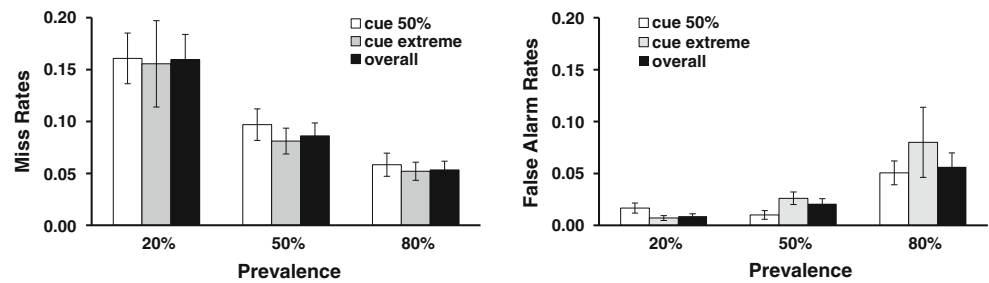 Miss Rates
0.20
0.15
0.10
0.05
0.00
cue 50%
cue extreme
overall
20%
50%
80%
Prevalence
False Alarm Rates
0.20
0.15
0.10
0.05
0.00
cue 50%
cue extreme
overall
20%
50%
80%
Prevalence